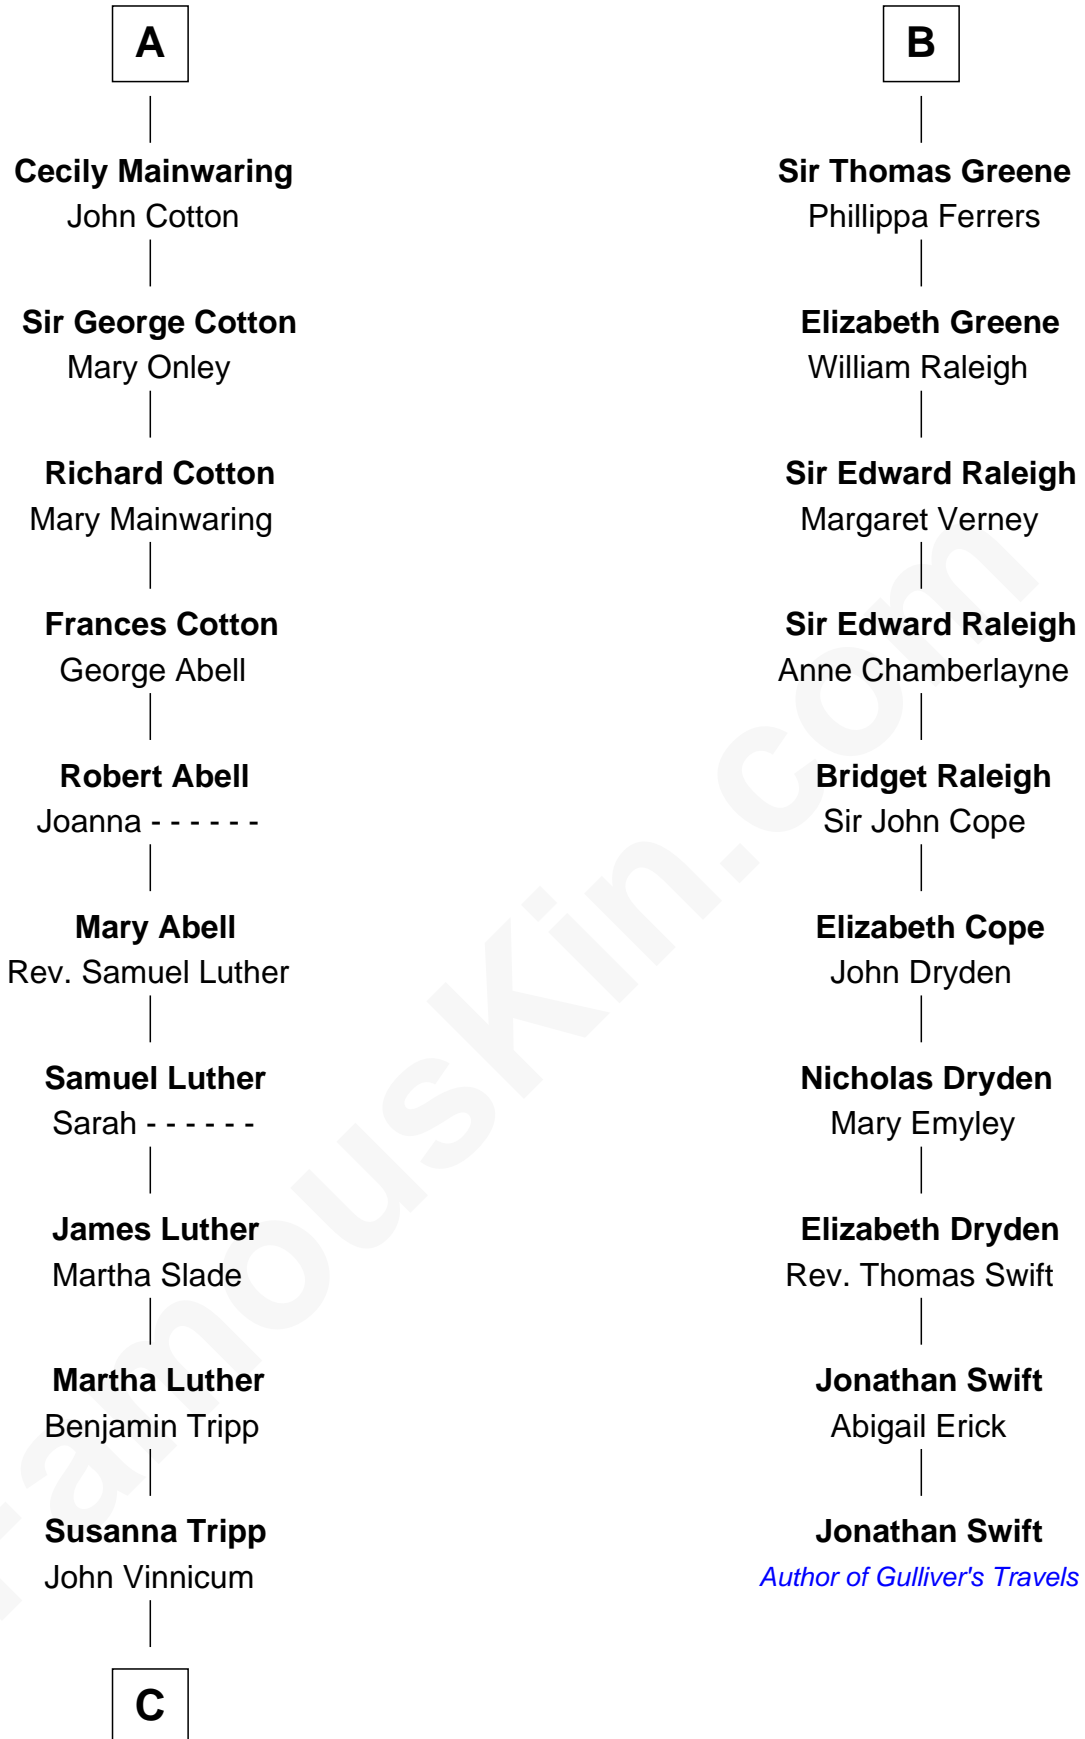 A
Cecily Mainwaring
John Cotton
Sir George Cotton
Mary Onley
Richard Cotton
Mary Mainwaring
Frances Cotton
George Abell
Robert Abell
Joanna - - - - - -
Mary Abell
Rev. Samuel Luther
Samuel Luther
Sarah - - - - - -
James Luther
Martha Slade
Martha Luther
Benjamin Tripp
Susanna Tripp
John Vinnicum
C
B
Sir Thomas Greene
Phillippa Ferrers
Elizabeth Greene
William Raleigh
Sir Edward Raleigh
Margaret Verney
Sir Edward Raleigh
Anne Chamberlayne
Bridget Raleigh
Sir John Cope
Elizabeth Cope
John Dryden
Nicholas Dryden
Mary Emyley
Elizabeth Dryden
Rev. Thomas Swift
Jonathan Swift
Abigail Erick
Jonathan Swift
Author of Gulliver's Travels
FamousKin.com